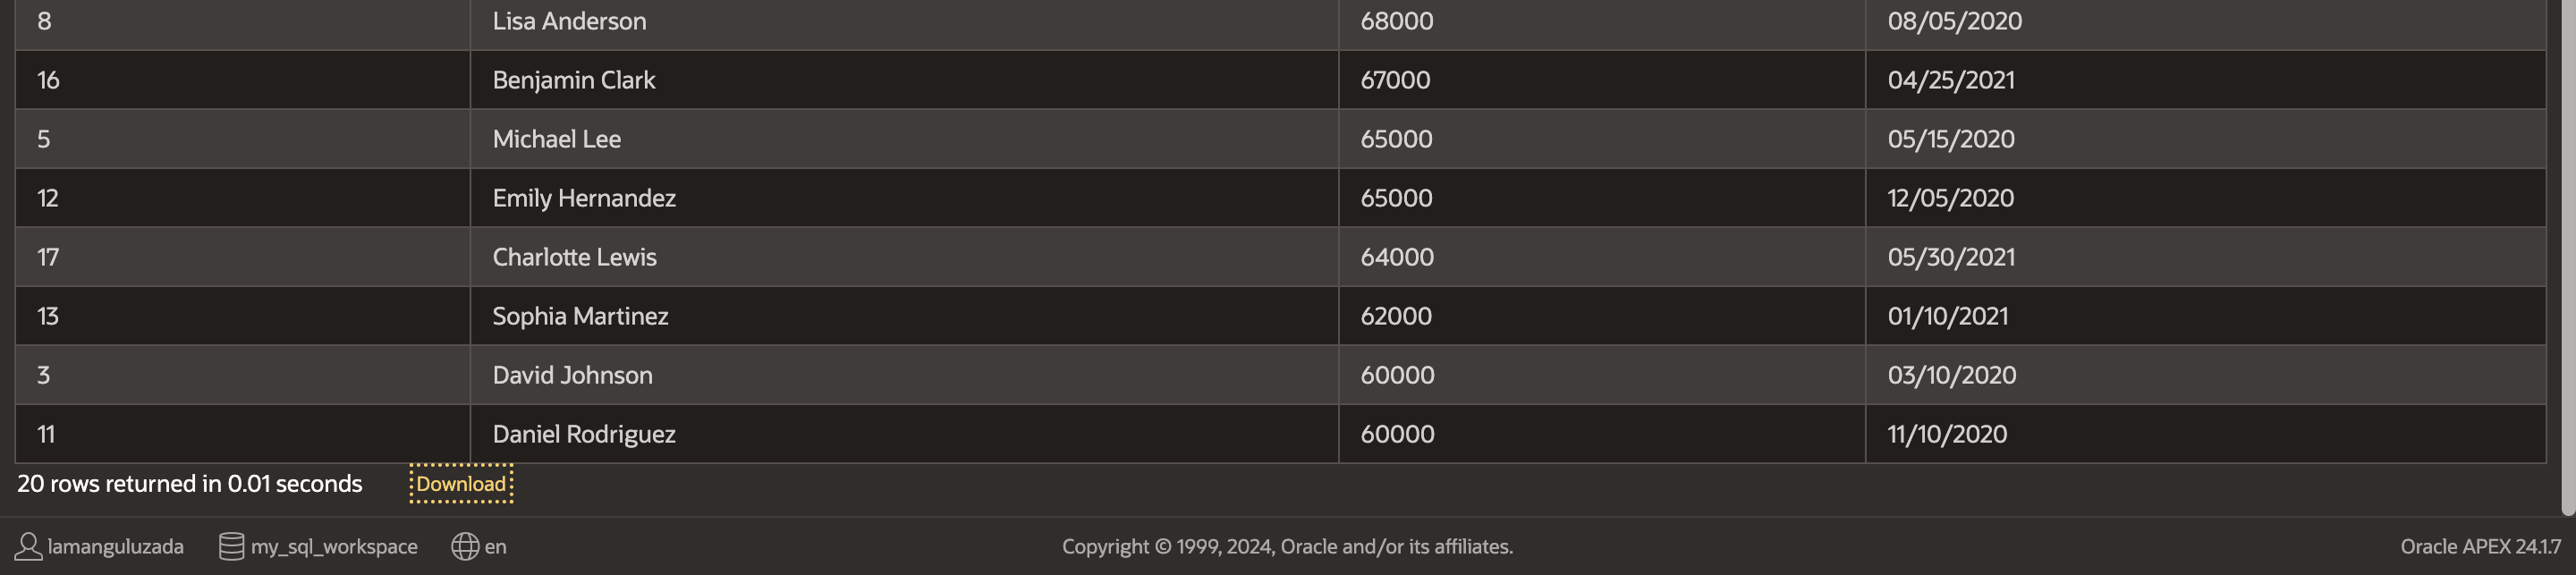 8 Lisa Anderson 68000 08/05/2020
16 Benjamin Clark 67000 04/25/2021
5 Michael Lee 65000 05/15/2020
12 Emily Hernandez 65000 12/05/2020
17 Charlotte Lewis 64000 05/30/2021
13 Sophia Martinez 62000 01/10/2021
3 David Johnson 60000 03/10/2020
11 Daniel Rodriguez 60000 11/10/2020
20 rows returned in 0.01 seconds Download
lamanguluzada my_sql_workspace en Copyright © 1999, 2024, Oracle and/or its affiliates. Oracle APEX 24.1.7